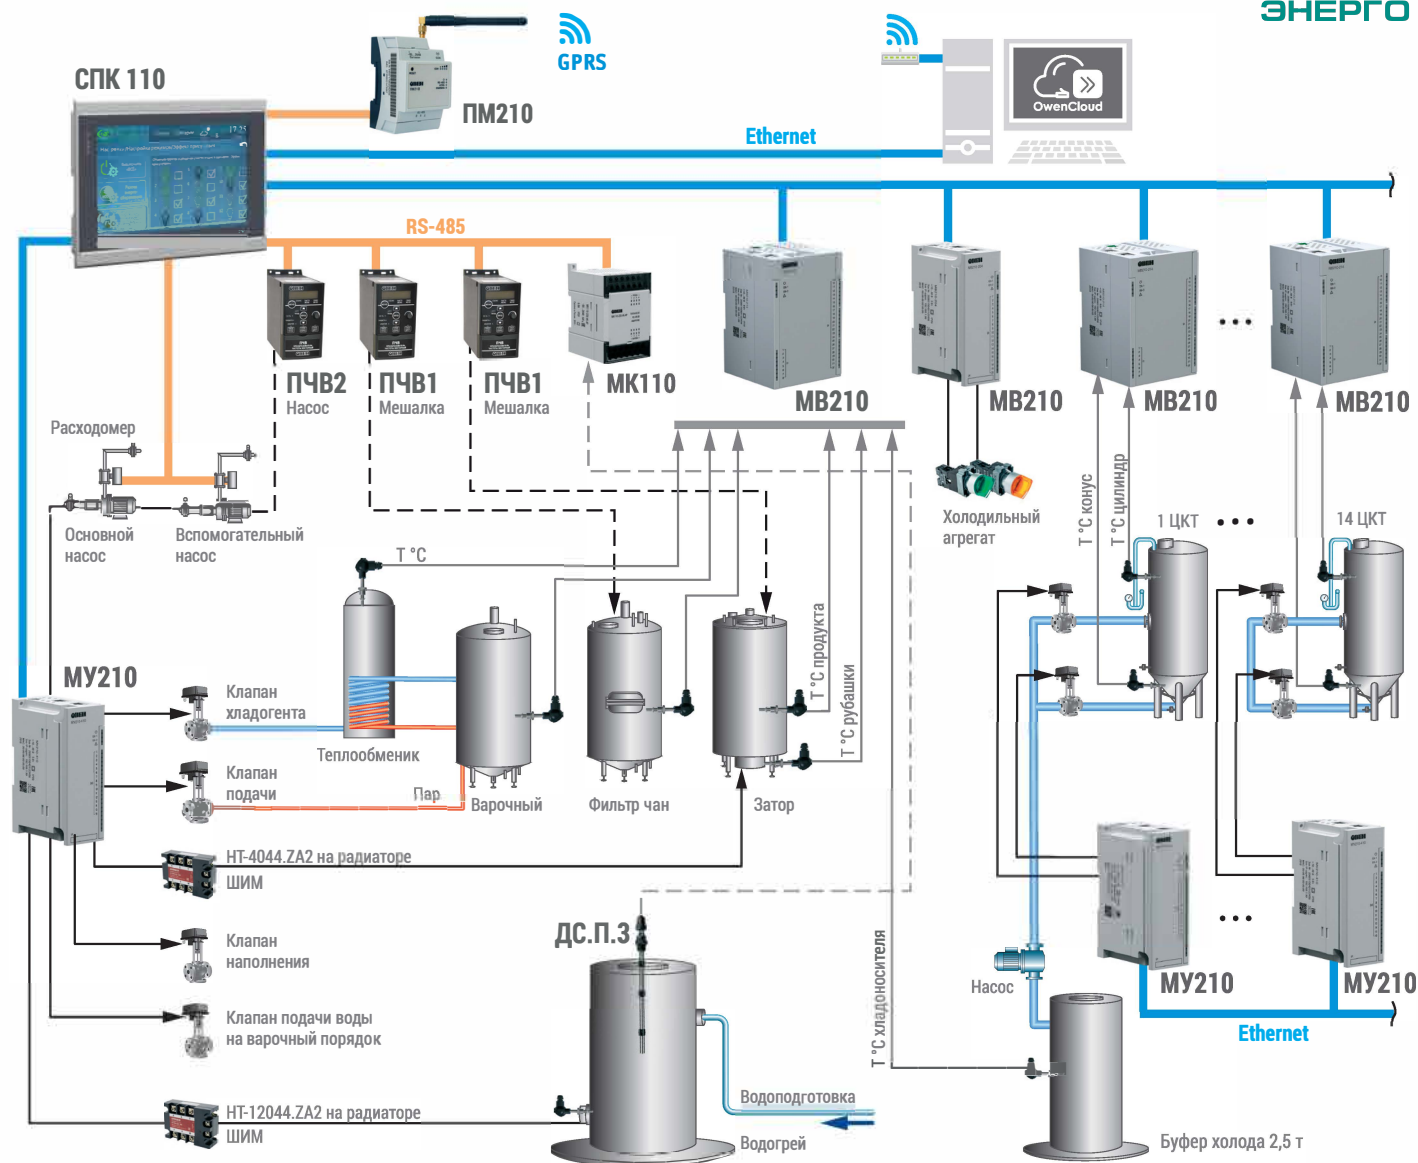 ЭНЕРГО
СПК 110
17:25
ПМ210
GPRS
OwenCloud
Ethernet
RS-485
ПЧВ2
Насос
ПЧВ1
Мешалка
ПЧВ1
Мешалка
МК110
МВ210
МВ210
МВ210
МВ210
Расходомер
Основной
насос
Вспомогательный
насос
Холодильный
агрегат
T °C конус
T °C цилиндр
1 ЦКТ
14 ЦКТ
T °C
T °C продукта
T °C рубашки
МУ210
Клапан
хладогента
Теплообменик
Клапан
подачи
Пар
Варочный
Фильтр чан
Затор
НТ-4044.ZA2 на радиаторе
ШИМ
Клапан
наполнения
Клапан подачи воды
на варочный порядок
НТ-12044.ZA2 на радиаторе
ШИМ
ДС.П.3
T °C хладоносителя
Насос
МУ210
МУ210
Ethernet
Водоподготовка
Водогрей
Буфер холода 2,5 т